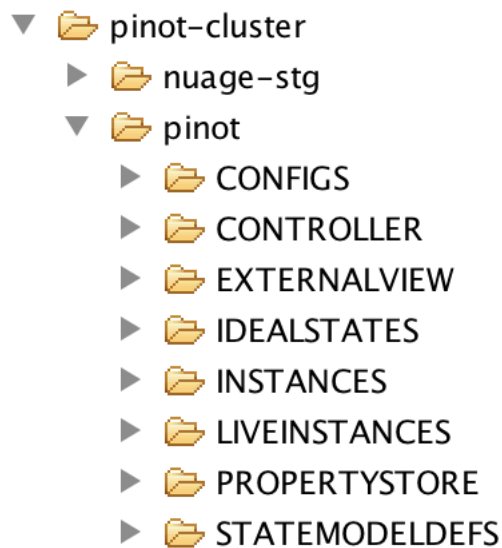 pinot-cluster
nuage-stg
pinot
CONFIGS
CONTROLLER
EXTERNALVIEW
IDEALSTATES
INSTANCES
LIVEINSTANCES
PROPERTYSTORE
STATEMODELDEFS